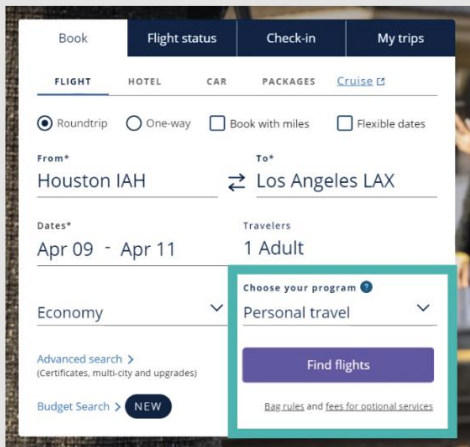 Book Flight status Check-in My trips
FLIGHT HOTEL CAR PACKAGES Cruise
Roundtrip One-way Book with miles Flexible dates
From* To*
Houston IAH Los Angeles LAX
Dates* Travelers
Apr 09 - Apr 11 1 Adult
Choose your program ?
Economy Personal travel
Advanced search >
(Certificates, multi-city and upgrades)
Find flights
Budget Search > NEW
Bag rules and fees for optional services